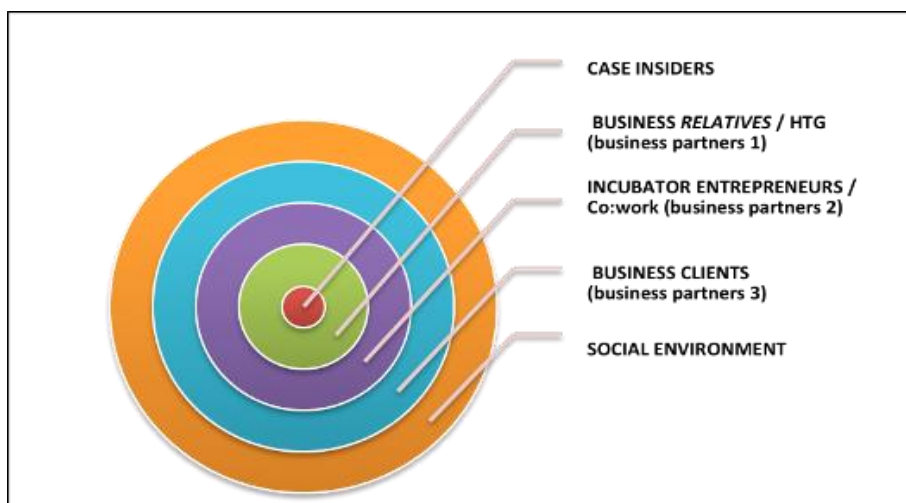 CASE INSIDERS
BUSINESS RELATIVES / HTG
(business partners 1)
INCUBATOR ENTREPRENEURS /
Co:work (business partners 2)
BUSINESS CLIENTS
(business partners 3)
SOCIAL ENVIRONMENT